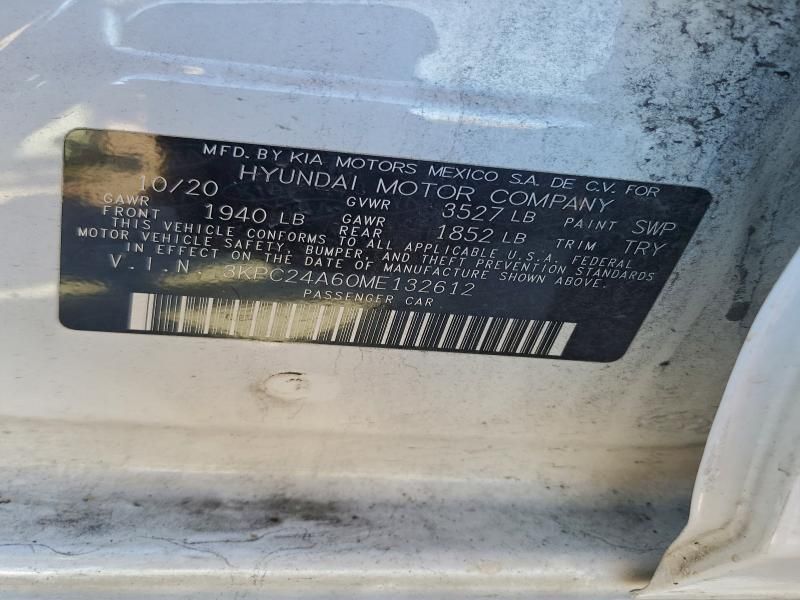 MFD. BY KIA MOTORS MEXICO S.A. DE C.V. FOR
HYUNDAI MOTOR COMPANY
10/20 GVWR 3527 LB PAINT SWP
GAWR FRONT 1940 LB GAWR REAR 1852 LB TRIM TRY
THIS VEHICLE CONFORMS TO ALL APPLICABLE U.S.A. FEDERAL
MOTOR VEHICLE SAFETY, BUMPER, AND THEFT PREVENTION STANDARDS
IN EFFECT ON THE DATE OF MANUFACTURE SHOWN ABOVE.
V.I.N. 3KPC24A60ME132612
PASSENGER CAR